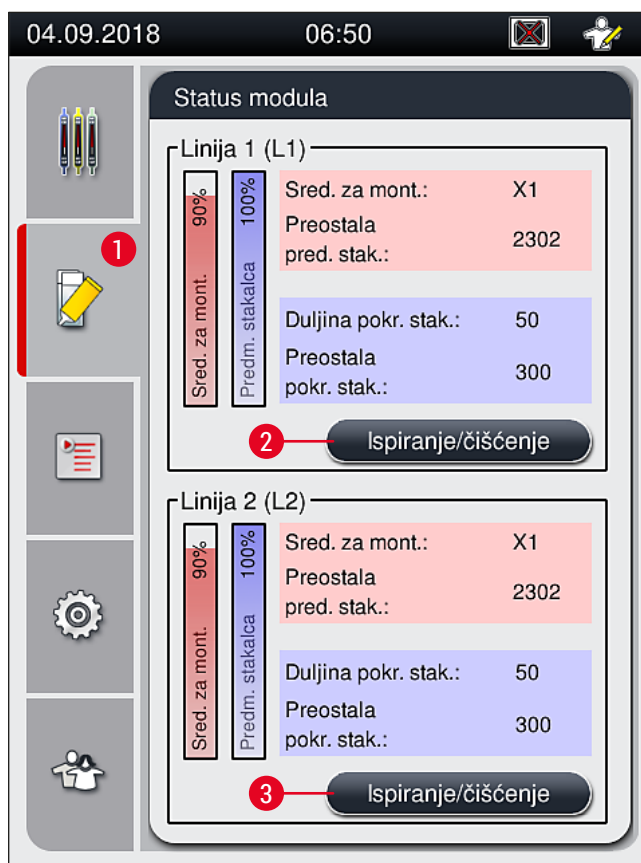 04.09.2018 06:50
Status modula
Linija 1 (L1)
90%
Sred. za mont.
100%
Predm. stakalca
Sred. za mont.: X1
Preostala
pred. stak.: 2302
Duljina pokr. stak.: 50
Preostala
pokr. stak.: 300
1
2
Ispiranje/čišćenje
Linija 2 (L2)
90%
Sred. za mont.
100%
Predm. stakalca
Sred. za mont.: X1
Preostala
pred. stak.: 2302
Duljina pokr. stak.: 50
Preostala
pokr. stak.: 300
3
Ispiranje/čišćenje